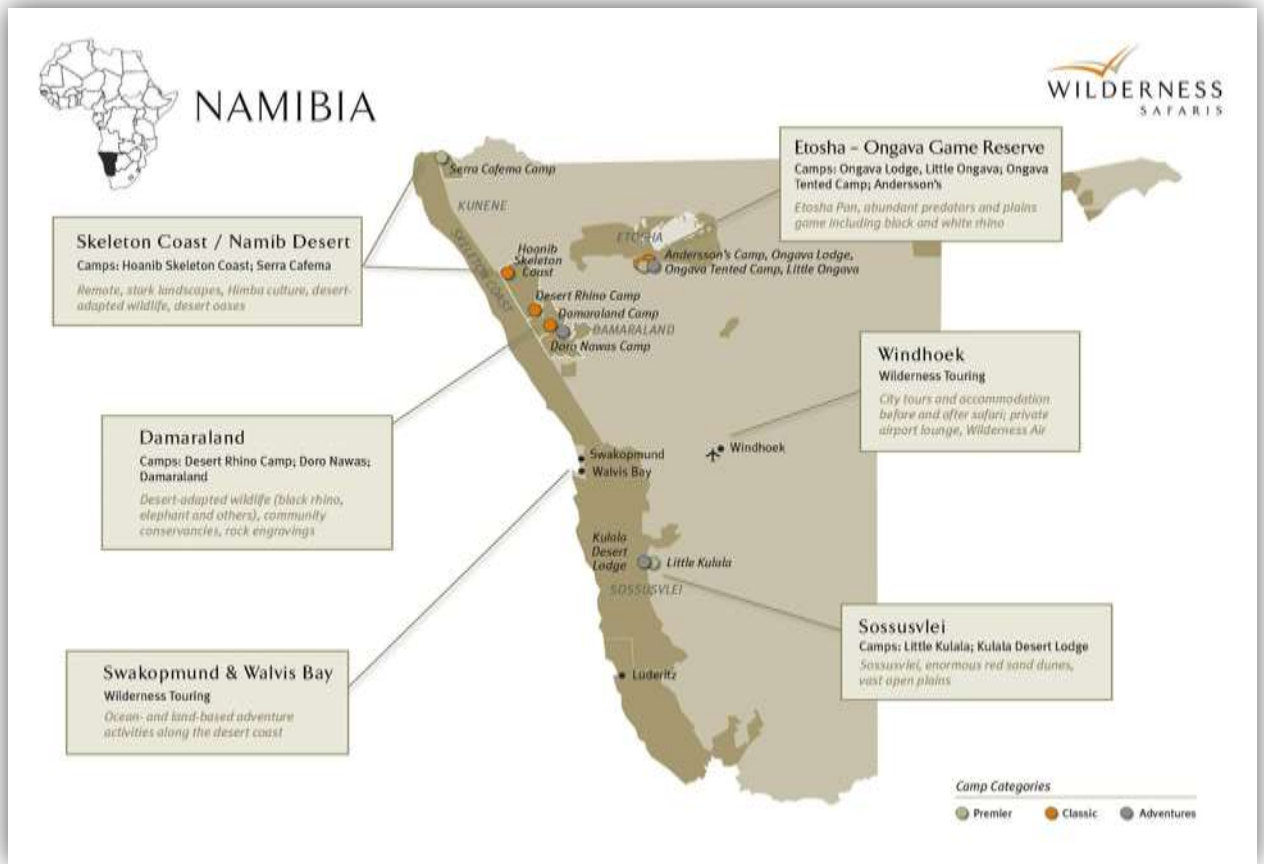 NAMIBIA
WILDERNESS
SAFARIS
Etosha – Ongava Game Reserve
Camps: Ongava Lodge, Little Ongava; Ongava
Tented Camp; Andersson's
Etosha Pan, abundant predators and plains
game including black and white rhino
Serra Cafema Camp
KUNENE
SKELETON COAST
Skeleton Coast / Namib Desert
Camps: Hoanib Skeleton Coast; Serra Cafema
Remote, stark landscapes, Himba culture, desert-
adapted wildlife, desert oases
ETOSHA
Hoanib
Skeleton
Coast
Andersson's Camp, Ongava Lodge,
Ongava Tented Camp, Little Ongava
Desert Rhino Camp
Damaraland Camp
DAMARALAND
Doro Nawas Camp
Windhoek
Wilderness Touring
City tours and accommodation
before and after safari; private
airport lounge, Wilderness Air
Damaraland
Camps: Desert Rhino Camp; Doro Nawas;
Damaraland
Desert-adapted wildlife (black rhino,
elephant and others), community
conservancies, rock engravings
Swakopmund
Walvis Bay
Windhoek
Kulala
Desert
Lodge
Little Kulala
SOSSUSVLEI
Sossusvlei
Camps: Little Kulala; Kulala Desert Lodge
Sossusvlei, enormous red sand dunes,
vast open plains
Swakopmund & Walvis Bay
Wilderness Touring
Ocean- and land-based adventure
activities along the desert coast
Luderitz
Camp Categories
Premier
Classic
Adventures